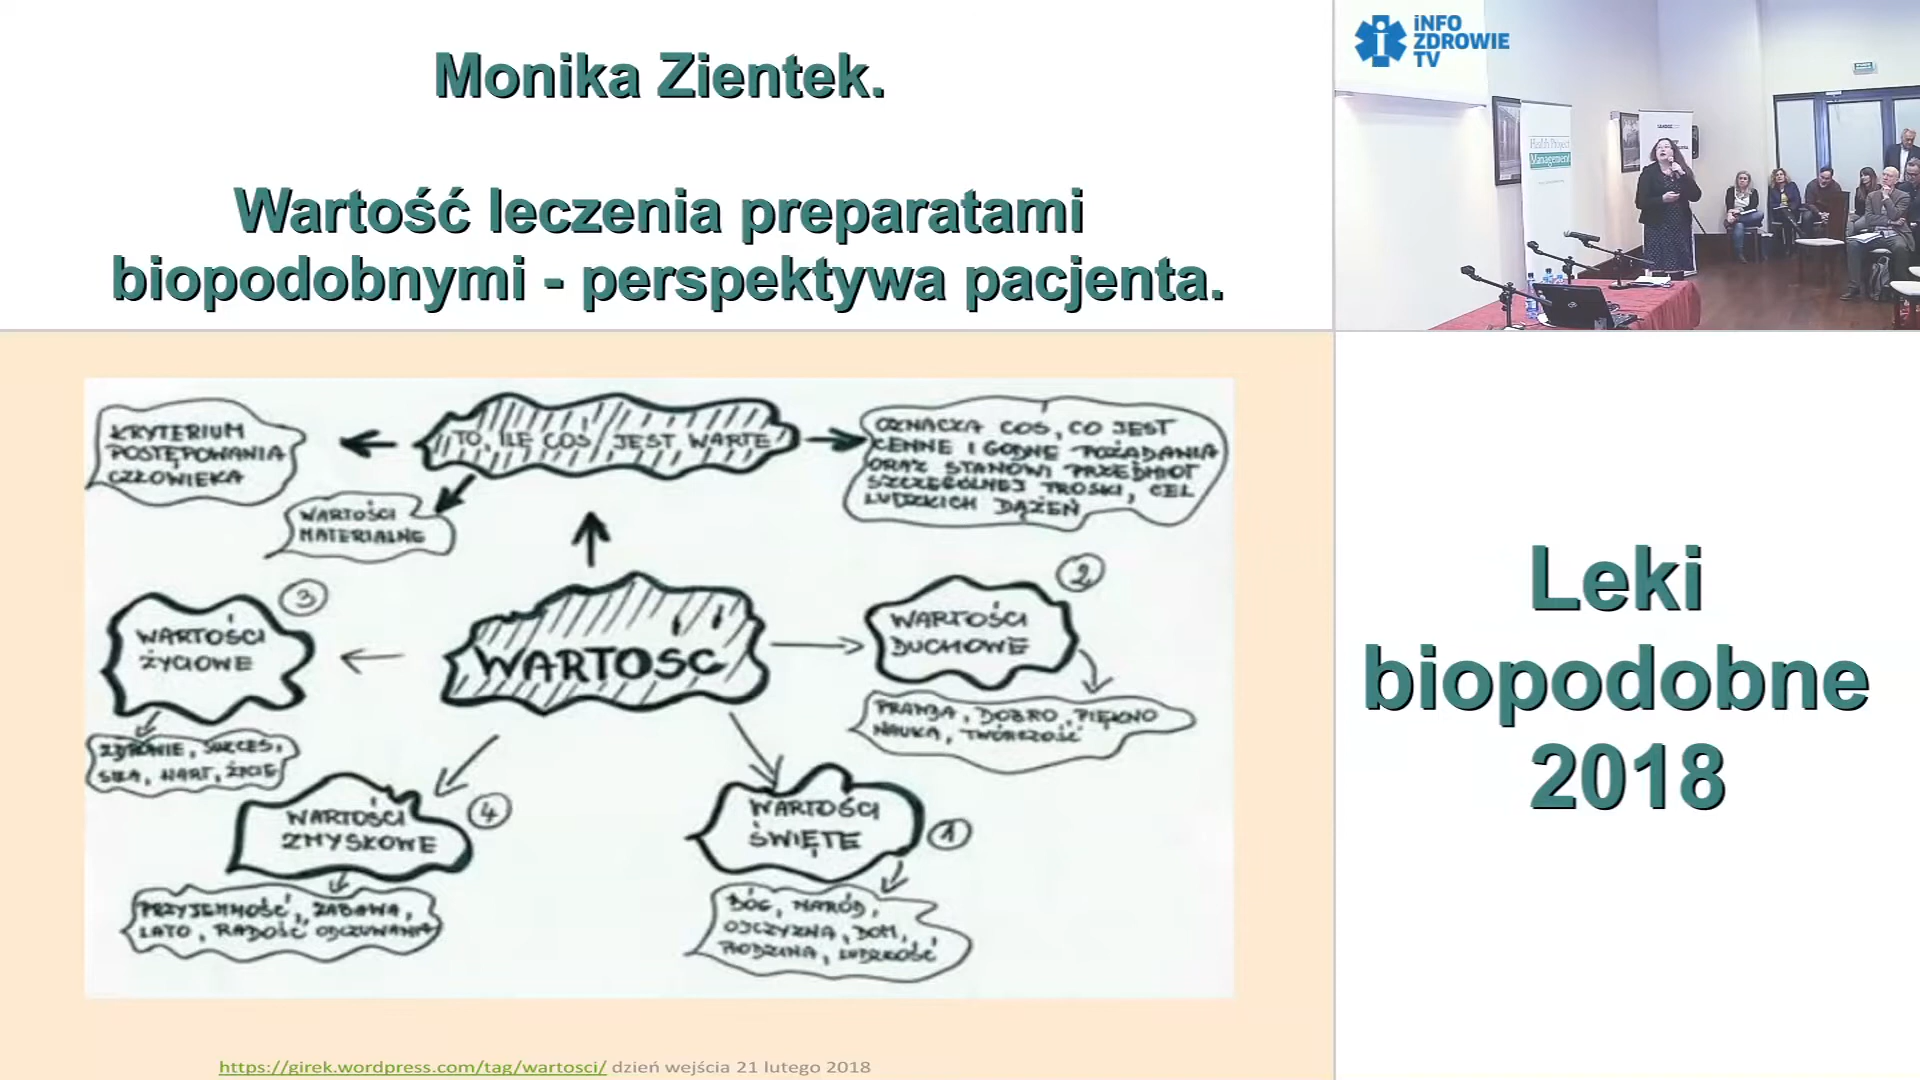 Monika Zientek.
Wartość leczenia preparatami
biopodobnymi - perspektywa pacjenta.
iNFO
ZDROWIE
TV
Health Project
Management
KRYTERIUM
POSTĘPOWANIA
CZŁOWIEKA
TO, ILE COŚ JEST WARTE
OZNACZA COŚ, CO JEST
CENNE I GODNE POŻĄDANIA
ORAZ STANOWI PRZEDMIOT
SZCZEGÓLNEJ TROSKI, CEL
LUDZKICH DĄŻEŃ
WARTOŚCI
MATERIALNE
3
WARTOŚCI
ŻYCIOWE
WARTOSC
2
WARTOŚCI
DUCHOWE
ZDROWIE, SUKCES,
SIŁA, HART, ŻYCIE
PRAWDA, DOBRO, PIĘKNO
NAUKA, TWÓRCZOŚĆ
WARTOŚCI
ZMYSŁOWE
4
WARTOŚCI
ŚWIĘTE
1
PRZYJEMNOŚĆ, ZABAWA,
LATO, RADOŚĆ ODCZUWANIA
BÓG, NARÓD,
OJCZYZNA, DOM,
RODZINA, LUDZKOŚĆ
https://girek.wordpress.com/tag/wartosci/ dzień wejścia 21 lutego 2018
Leki
biopodobne
2018